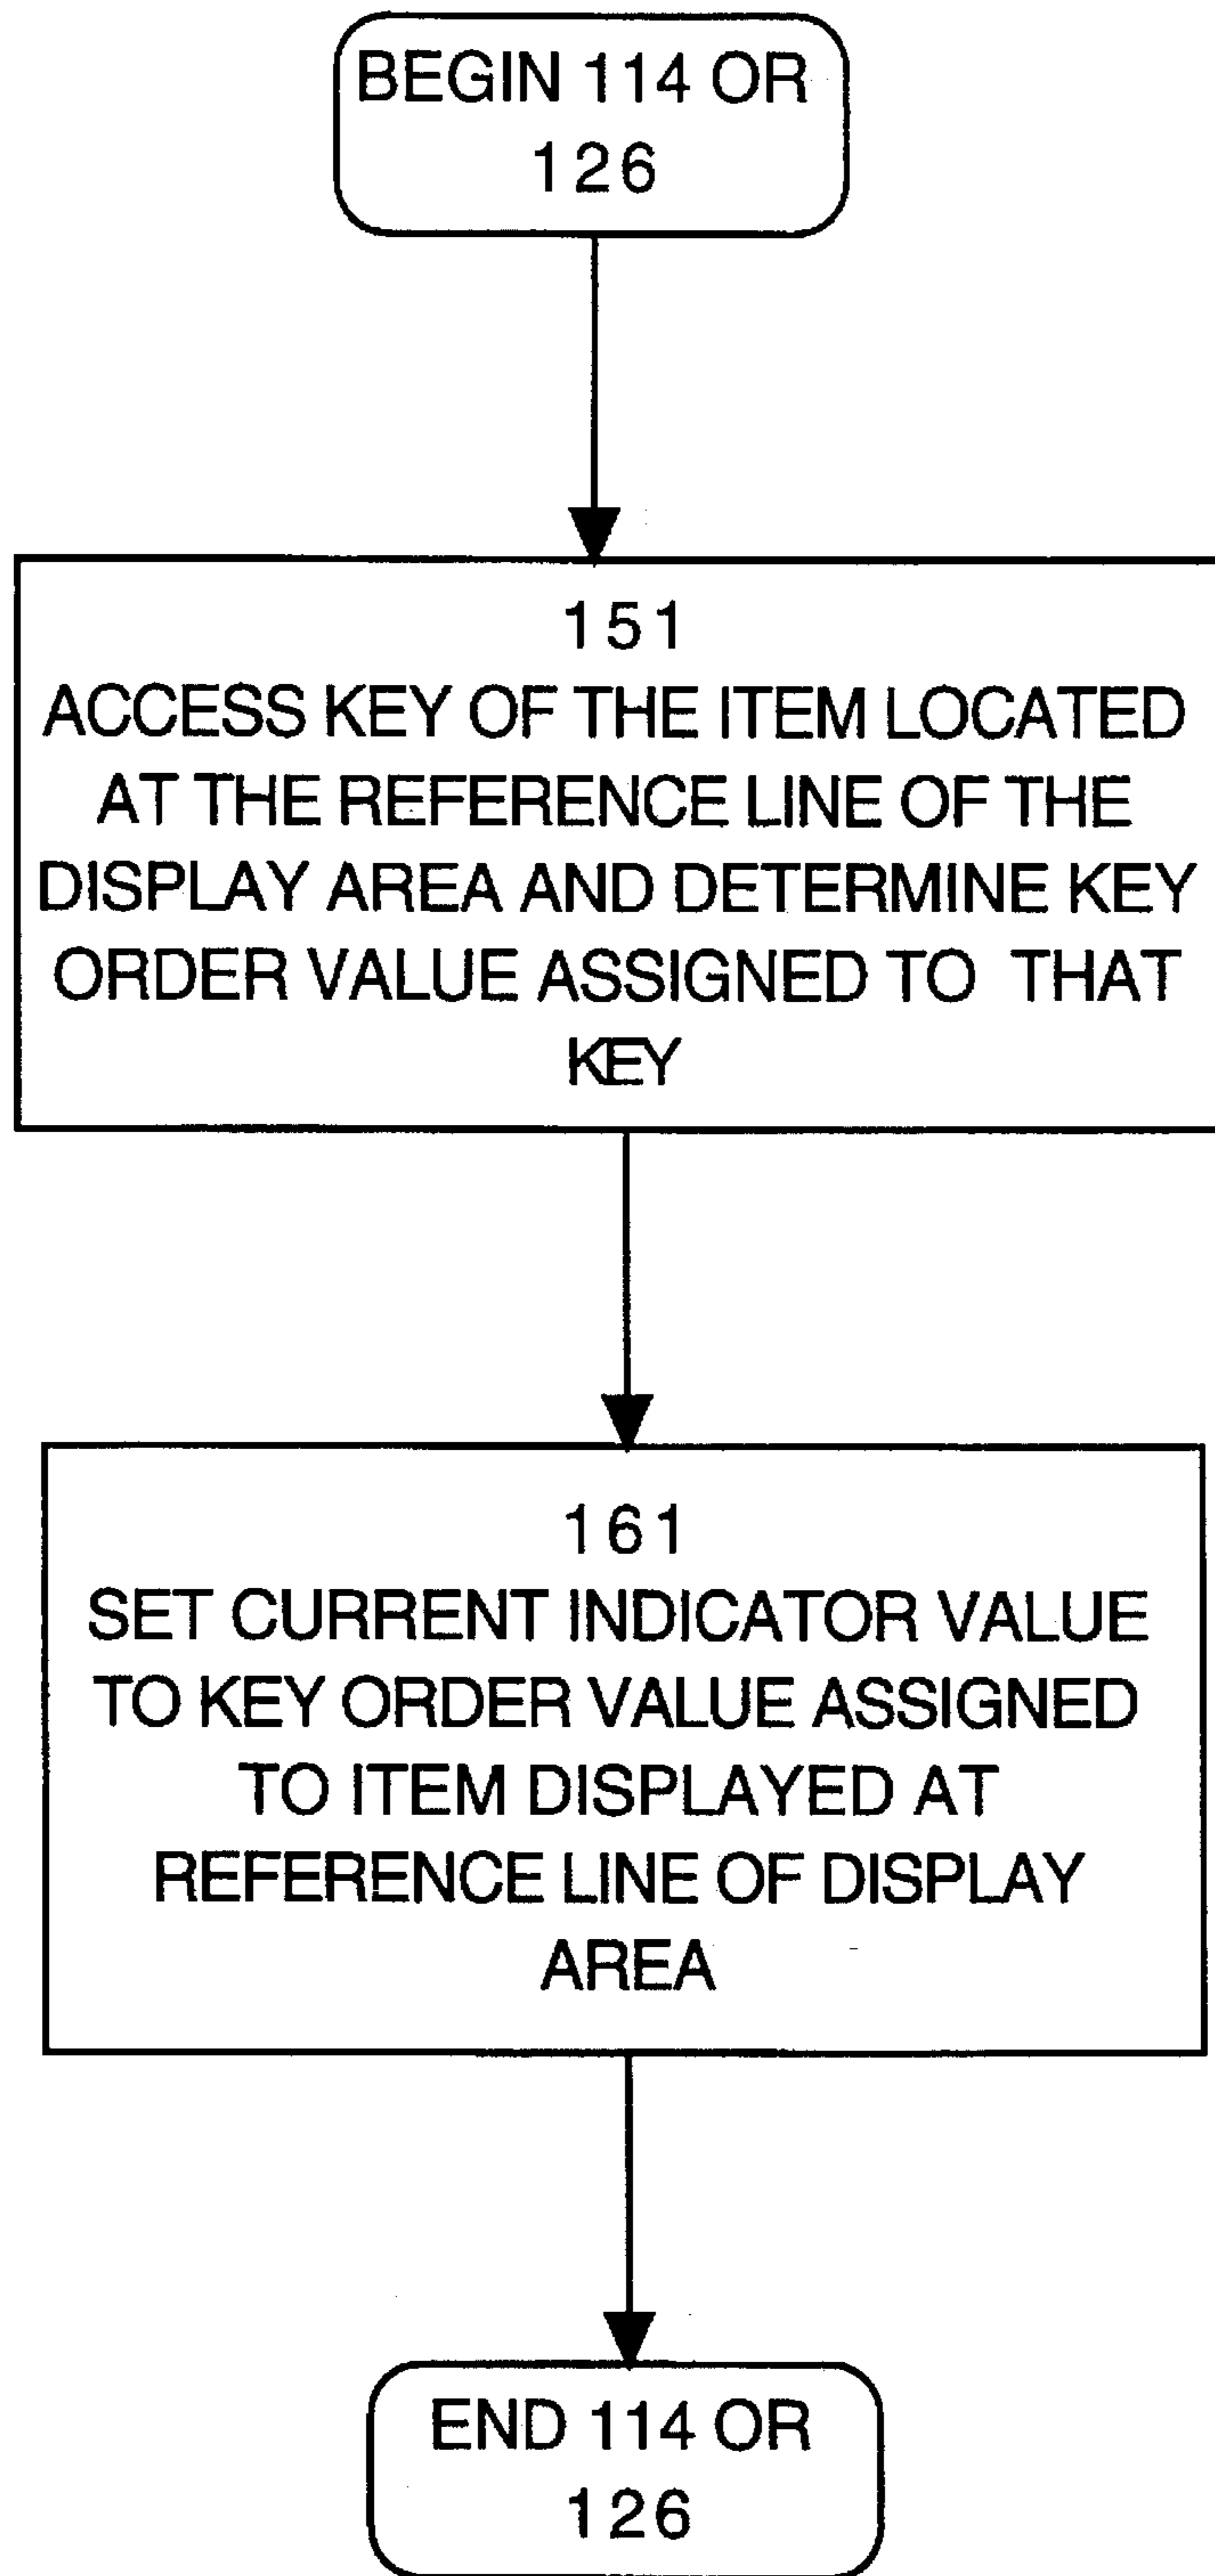 BEGIN 114 OR
126
151
ACCESS KEY OF THE ITEM LOCATED
AT THE REFERENCE LINE OF THE
DISPLAY AREA AND DETERMINE KEY
ORDER VALUE ASSIGNED TO THAT
KEY
161
SET CURRENT INDICATOR VALUE
TO KEY ORDER VALUE ASSIGNED
TO ITEM DISPLAYED AT
REFERENCE LINE OF DISPLAY
AREA
END 114 OR
126